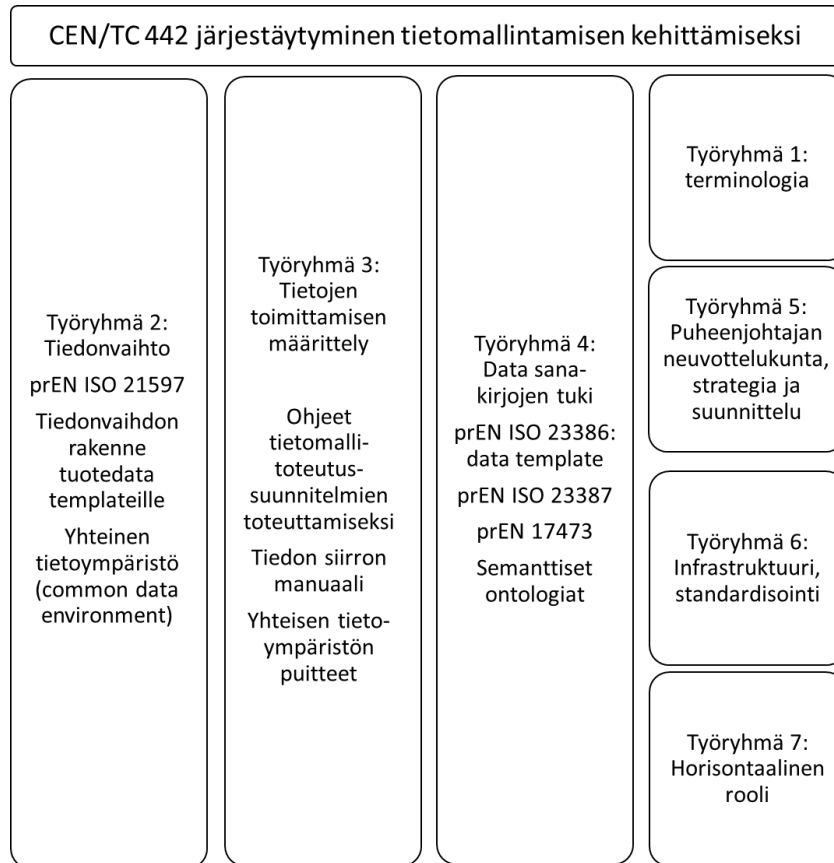 CEN/TC 442 järjestäytyminen tietomallintamisen kehittämiseksi
Työryhmä 2:
Tiedonvaihto
prEN ISO 21597
Tiedonvaihdon
rakenne
tuotedata
templateille
Yhteinen
tietoympäristö
(common data
environment)
Työryhmä 3:
Tietojen
toimittamisen
määrittely
Ohjeet
tietomalli-
toteutus-
suunnitelmien
toteuttamiseksi
Tiedon siirron
manuaali
Yhteisen tieto-
ympäristön
puitteet
Työryhmä 4:
Data sana-
kirjojen tuki
prEN ISO 23386:
data template
prEN ISO 23387
prEN 17473
Semanttiset
ontologiat
Työryhmä 1:
terminologia
Työryhmä 5:
Puheenjohtajan
neuvottelukunta,
strategia ja
suunnittelu
Työryhmä 6:
Infrastruktuuri,
standardisointi
Työryhmä 7:
Horisontaalinen
rooli